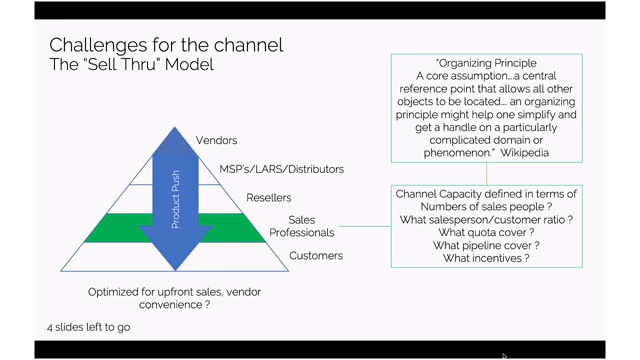 Challenges for the channel
The “Sell Thru” Model
Vendors
MSP's/LARS/Distributors
Resellers
Sales
Professionals
Customers
Product Push
Optimized for upfront sales, vendor
convenience ?
4 slides left to go
"Organizing Principle
A core assumption....a central
reference point that allows all other
objects to be located.... an organizing
principle might help one simplify and
get a handle on a particularly
complicated domain or
phenomenon." Wikipedia
Channel Capacity defined in terms of
Numbers of sales people ?
What salesperson/customer ratio ?
What quota cover ?
What pipeline cover ?
What incentives ?